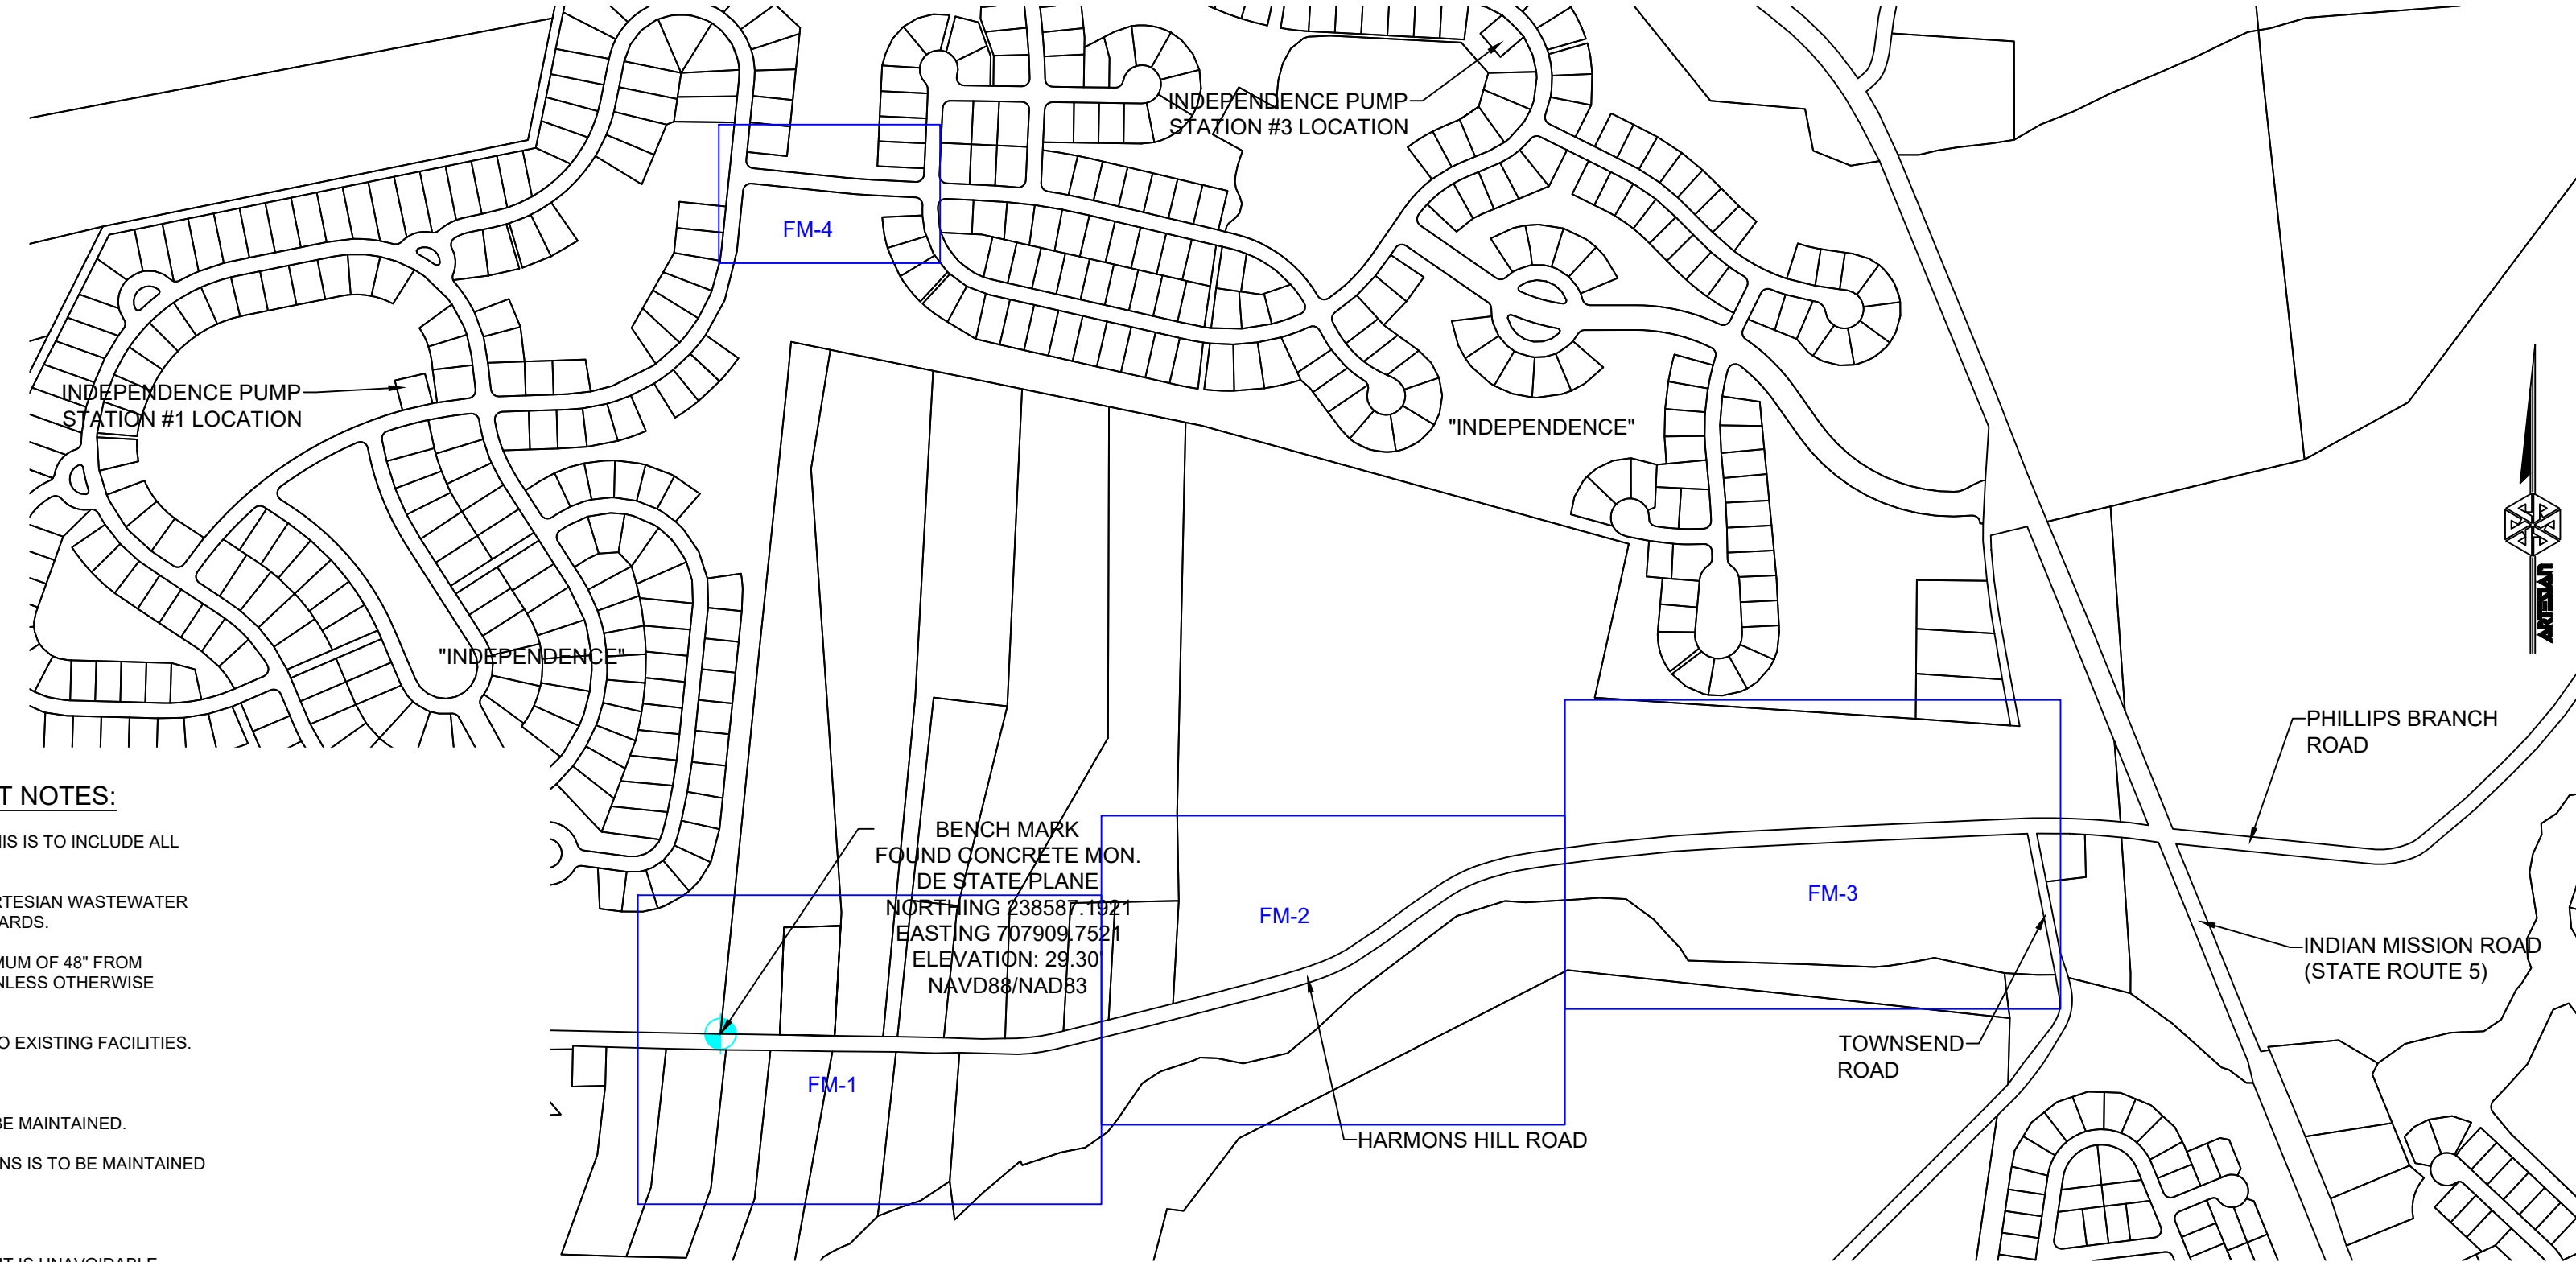 INDEPENDENCE PUMP
STATION #3 LOCATION
FM-4
INDEPENDENCE PUMP
STATION #1 LOCATION
"INDEPENDENCE"
"INDEPENDENCE"
ARTESIAN
PHILLIPS BRANCH
ROAD
T NOTES:
HIS IS TO INCLUDE ALL
RTESIAN WASTEWATER
ARDS.
MUM OF 48" FROM
NLESS OTHERWISE
O EXISTING FACILITIES.
BE MAINTAINED.
NS IS TO BE MAINTAINED
IT IS UNAVOIDABLE
BENCH MARK
FOUND CONCRETE MON.
DE STATE PLANE
NORTHING 238587.1921
EASTING 707909.7521
ELEVATION: 29.30'
NAVD88/NAD83
FM-1
FM-2
FM-3
INDIAN MISSION ROAD
(STATE ROUTE 5)
TOWNSEND
ROAD
HARMONS HILL ROAD